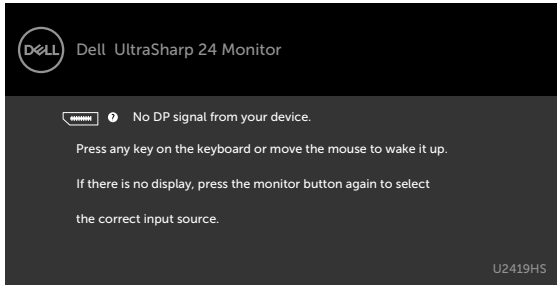 DELL
Dell UltraSharp 24 Monitor
? No DP signal from your device.
Press any key on the keyboard or move the mouse to wake it up.
If there is no display, press the monitor button again to select
the correct input source.
U2419HS